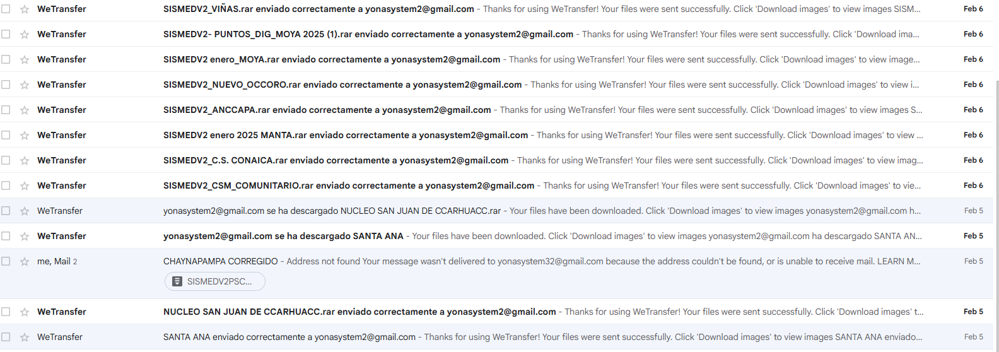 WeTransfer SISMEDV2_VIÑAS.rar enviado correctamente a yonasystem2@gmail.com - Thanks for using WeTransfer! Your files were sent successfully. Click 'Download images' to view images SISM... Feb 6
WeTransfer SISMEDV2- PUNTOS_DIG_MOYA 2025 (1).rar enviado correctamente a yonasystem2@gmail.com - Thanks for using WeTransfer! Your files were sent successfully. Click 'Download ima... Feb 6
WeTransfer SISMEDV2 enero_MOYA.rar enviado correctamente a yonasystem2@gmail.com - Thanks for using WeTransfer! Your files were sent successfully. Click 'Download images' to view image... Feb 6
WeTransfer SISMEDV2_NUEVO_OCCORO.rar enviado correctamente a yonasystem2@gmail.com - Thanks for using WeTransfer! Your files were sent successfully. Click 'Download images' to view i... Feb 6
WeTransfer SISMEDV2_ANCCAPA.rar enviado correctamente a yonasystem2@gmail.com - Thanks for using WeTransfer! Your files were sent successfully. Click 'Download images' to view images S... Feb 6
WeTransfer SISMEDV2 enero 2025 MANTA.rar enviado correctamente a yonasystem2@gmail.com - Thanks for using WeTransfer! Your files were sent successfully. Click 'Download images' to view ... Feb 6
WeTransfer SISMEDV2_C.S. CONAICA.rar enviado correctamente a yonasystem2@gmail.com - Thanks for using WeTransfer! Your files were sent successfully. Click 'Download images' to view imag... Feb 6
WeTransfer SISMEDV2_CSM_COMUNITARIO.rar enviado correctamente a yonasystem2@gmail.com - Thanks for using WeTransfer! Your files were sent successfully. Click 'Download images' to vie... Feb 6
WeTransfer yonasystem2@gmail.com se ha descargado NUCLEO SAN JUAN DE CCARHUACC.rar - Your files have been downloaded. Click 'Download images' to view images yonasystem2@gmail.com h... Feb 5
WeTransfer yonasystem2@gmail.com se ha descargado SANTA ANA - Your files have been downloaded. Click 'Download images' to view images yonasystem2@gmail.com ha descargado SANTA AN... Feb 5
me, Mail 2 CHAYNAPAMPA CORREGIDO - Address not found Your message wasn't delivered to yonasystem32@gmail.com because the address couldn't be found, or is unable to receive mail. LEARN M... Feb 5
SISMEDV2PSC...
WeTransfer NUCLEO SAN JUAN DE CCARHUACC.rar enviado correctamente a yonasystem2@gmail.com - Thanks for using WeTransfer! Your files were sent successfully. Click 'Download images' t... Feb 5
WeTransfer SANTA ANA enviado correctamente a yonasystem2@gmail.com - Thanks for using WeTransfer! Your files were sent successfully. Click 'Download images' to view images SANTA ANA enviado... Feb 5